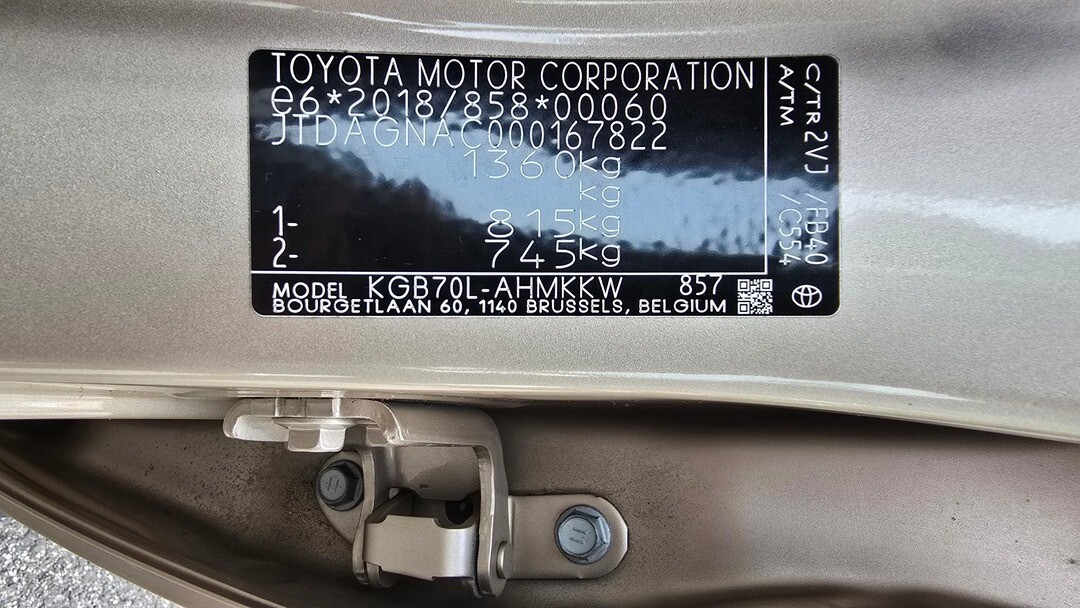 TOYOTA MOTOR CORPORATION
e6*2018/858*00060
JTDAGNAC000167822
1360kg
kg
1- 815kg
2- 745kg
MODEL KGB70L-AHMKKW 857
BOURGETLAAN 60, 1140 BRUSSELS, BELGIUM
C/TR 2VJ /FB40
A/TM /C554